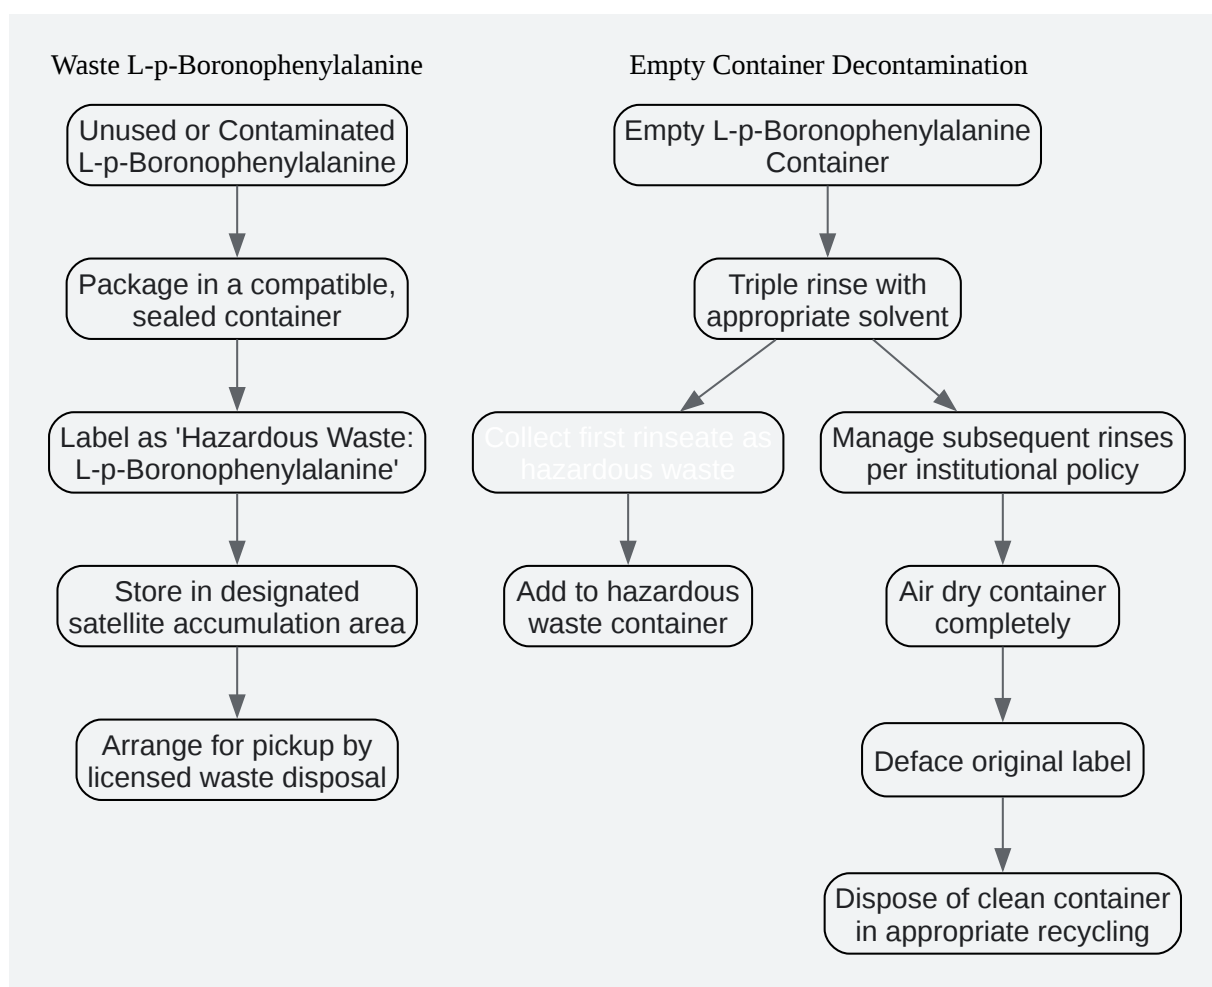 Waste L-p-Boronophenylalanine
Unused or Contaminated
L-p-Boronophenylalanine
Package in a compatible,
sealed container
Label as 'Hazardous Waste:
L-p-Boronophenylalanine'
Store in designated
satellite accumulation area
Arrange for pickup by
licensed waste disposal
Empty Container Decontamination
Empty L-p-Boronophenylalanine
Container
Triple rinse with
appropriate solvent
Collect first rinseate as
hazardous waste
Add to hazardous
waste container
Manage subsequent rinses
per institutional policy
Air dry container
completely
Deface original label
Dispose of clean container
in appropriate recycling